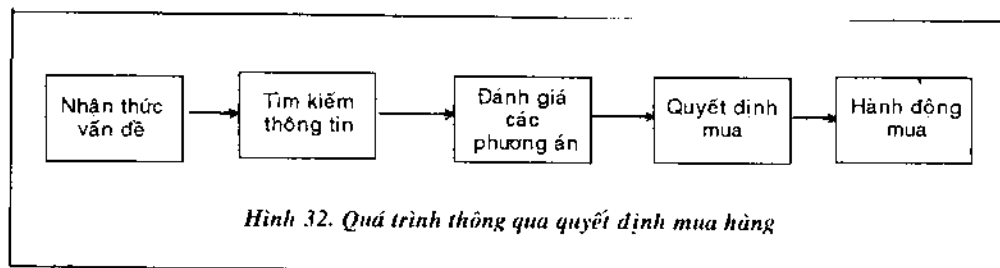 Nhận thức
vấn đề
Tìm kiếm
thông tin
Đánh giá
các
phương án
Quyết định
mua
Hành động
mua
Hình 32. Quá trình thông qua quyết định mua hàng